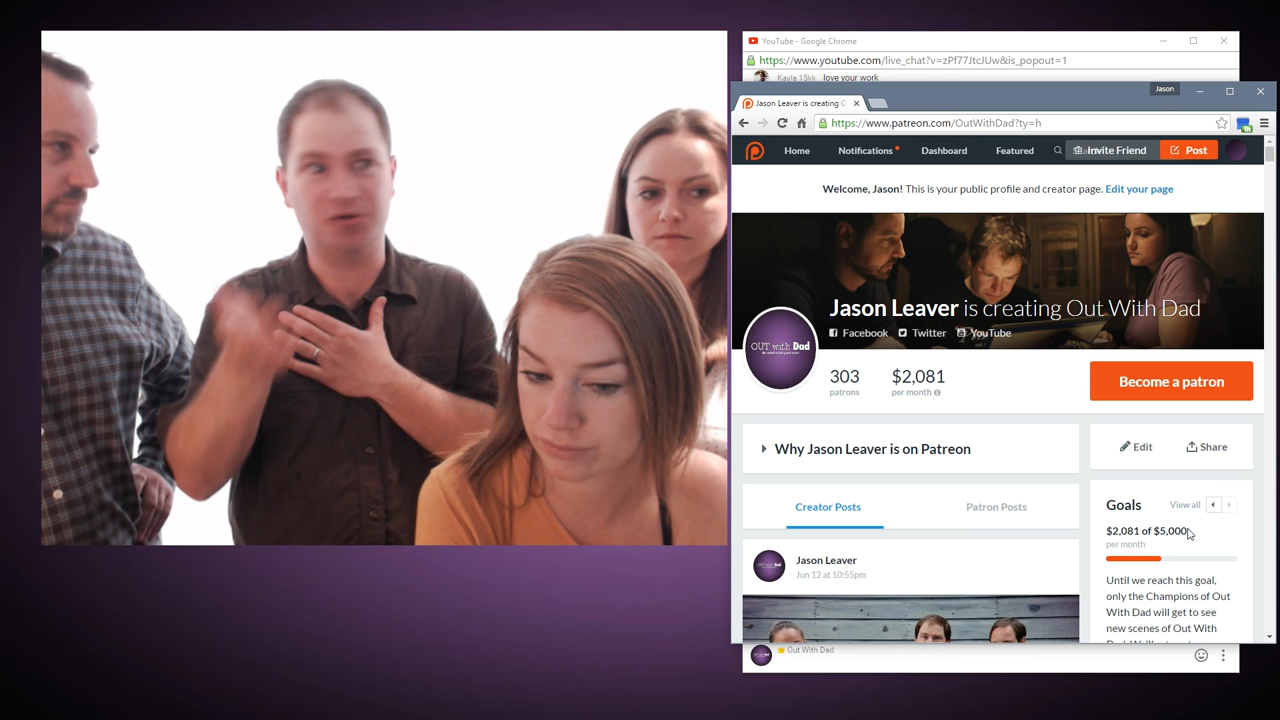 YouTube - Google Chrome
https://www.youtube.com/live_chat?v=zPf77JtcJUw&is_popout=1
Kayla 15kk love your work
Jason
Jason Leaver is creating O
https://www.patreon.com/OutWithDad?ty=h
Home Notifications Dashboard Featured Invite Friend Post
Welcome, Jason! This is your public profile and creator page. Edit your page
Jason Leaver is creating Out With Dad
Facebook Twitter YouTube
OUT with Dad
303 $2,081
patrons per month
Become a patron
Why Jason Leaver is on Patreon
Edit Share
Creator Posts Patron Posts
Goals View all
$2,081 of $5,000
per month
Jason Leaver
Jun 12 at 10:55pm
Until we reach this goal,
only the Champions of Out
With Dad will get to see
new scenes of Out With
Out With Dad